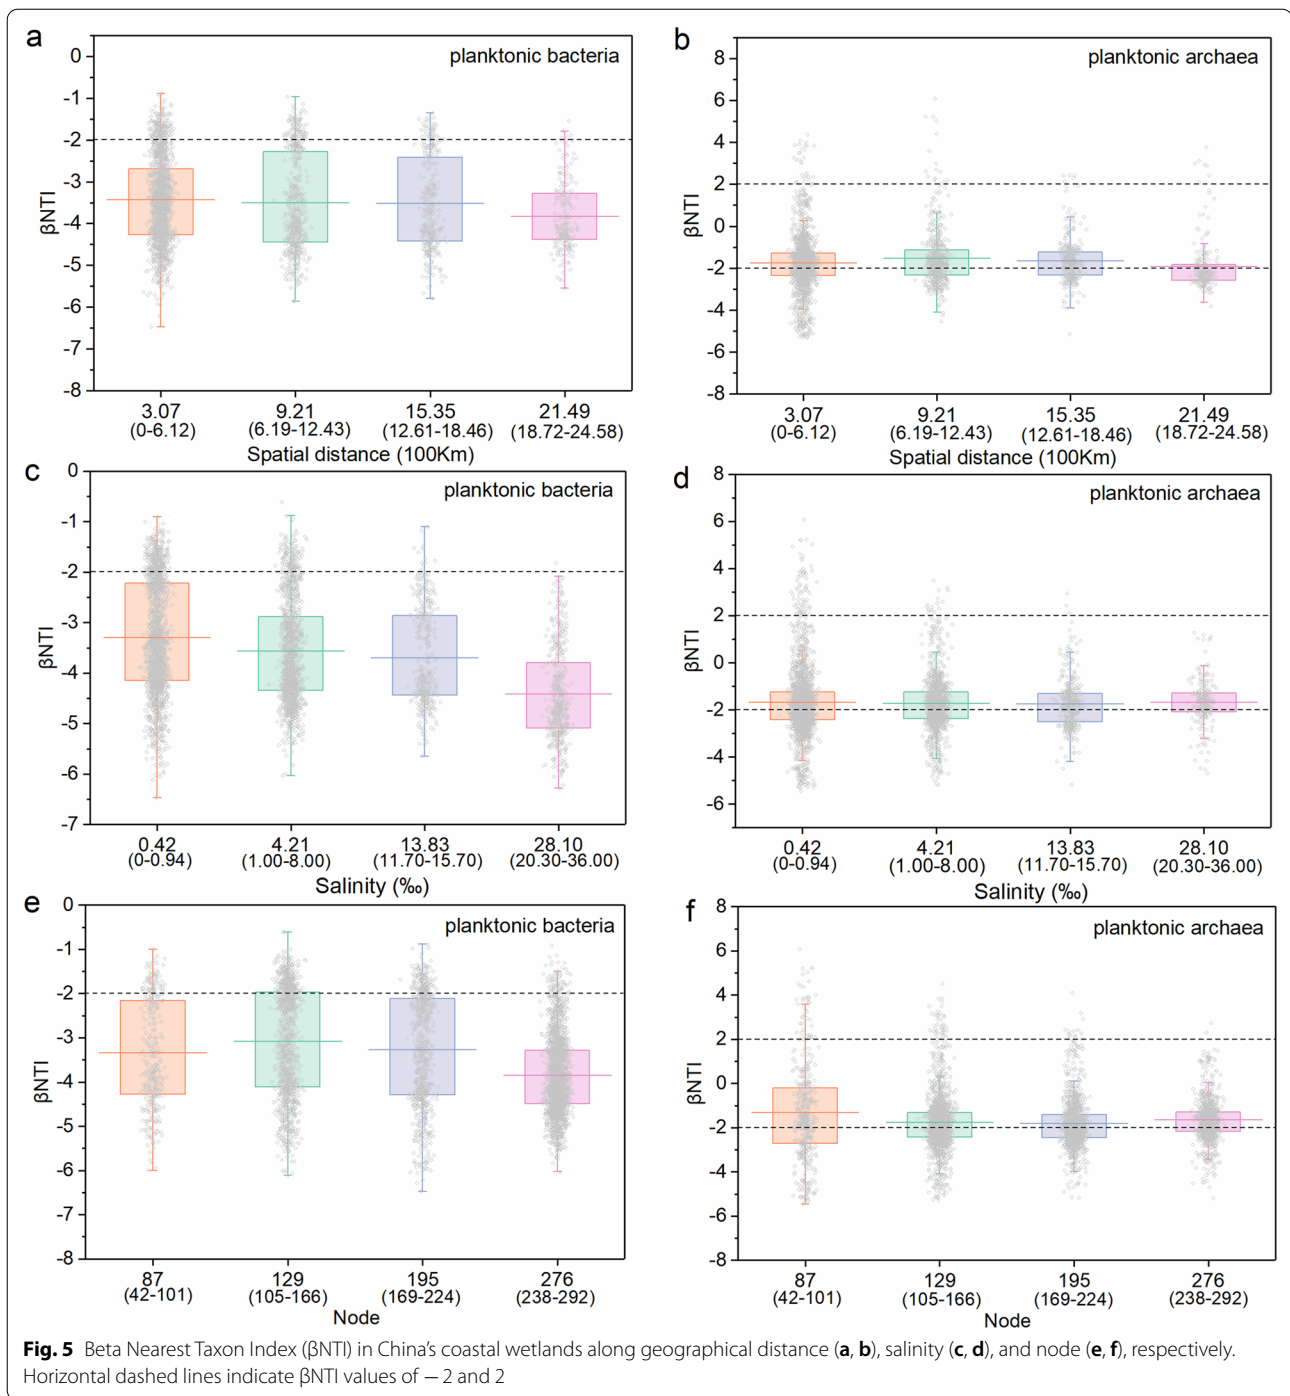 a
planktonic bacteria
0
-1
-2
-3
-4
-5
-6
-7
-8
βNTI
3.07 9.21 15.35 21.49
(0-6.12) (6.19-12.43) (12.61-18.46) (18.72-24.58)
Spatial distance (100Km)
b
planktonic archaea
8
6
4
2
0
-2
-4
-6
-8
βNTI
3.07 9.21 15.35 21.49
(0-6.12) (6.19-12.43) (12.61-18.46) (18.72-24.58)
Spatial distance (100Km)
c
planktonic bacteria
0
-1
-2
-3
-4
-5
-6
-7
βNTI
0.42 4.21 13.83 28.10
(0-0.94) (1.00-8.00) (11.70-15.70) (20.30-36.00)
Salinity (‰)
d
planktonic archaea
8
6
4
2
0
-2
-4
-6
βNTI
0.42 4.21 13.83 28.10
(0-0.94) (1.00-8.00) (11.70-15.70) (20.30-36.00)
Salinity (‰)
e
planktonic bacteria
0
-1
-2
-3
-4
-5
-6
-7
-8
βNTI
87 129 195 276
(42-101) (105-166) (169-224) (238-292)
Node
f
planktonic archaea
8
6
4
2
0
-2
-4
-6
-8
βNTI
87 129 195 276
(42-101) (105-166) (169-224) (238-292)
Node
Fig. 5 Beta Nearest Taxon Index (βNTI) in China's coastal wetlands along geographical distance (a, b), salinity (c, d), and node (e, f), respectively.
Horizontal dashed lines indicate βNTI values of − 2 and 2